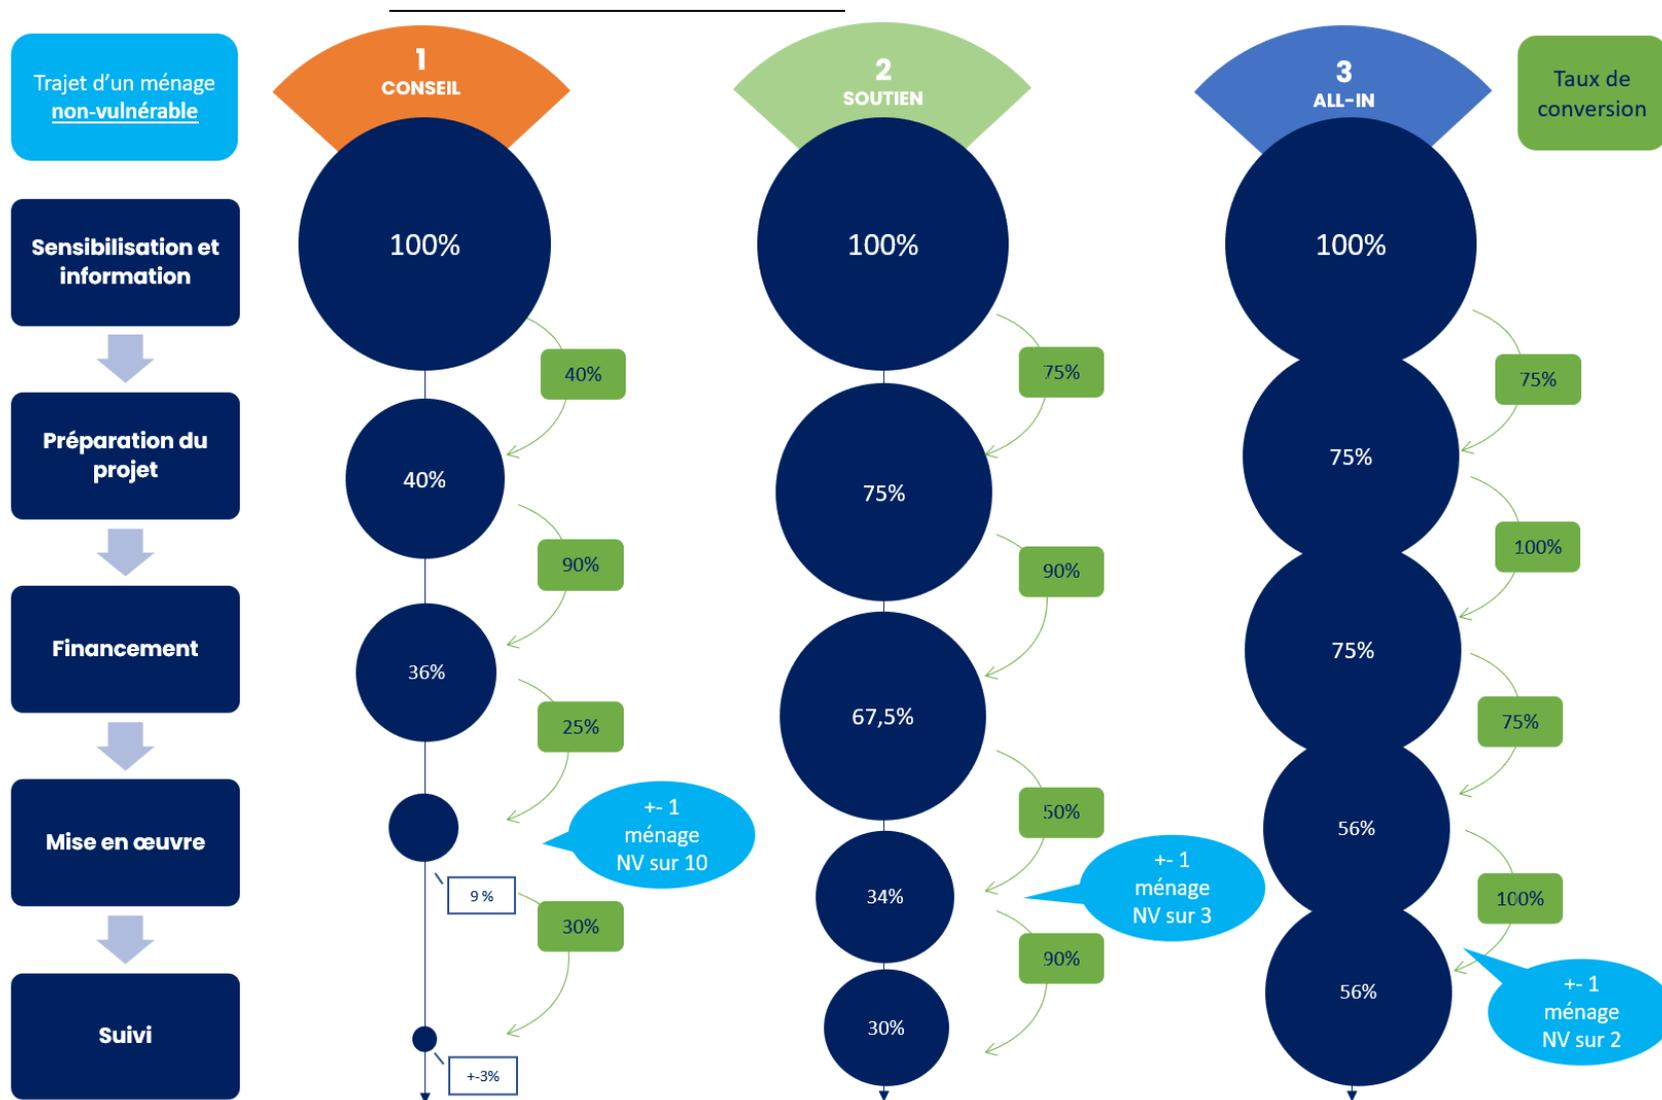 Trajet d'un ménage
non-vulnérable
1
CONSEIL
2
SOUTIEN
3
ALL-IN
Taux de
conversion
Sensibilisation et
information
100%
100%
100%
40%
75%
75%
Préparation du
projet
40%
75%
75%
90%
90%
100%
Financement
36%
67,5%
75%
25%
50%
75%
Mise en œuvre
+- 1
ménage
NV sur 10
9 %
34%
+- 1
ménage
NV sur 3
56%
30%
90%
100%
Suivi
+-3%
30%
56%
+- 1
ménage
NV sur 2